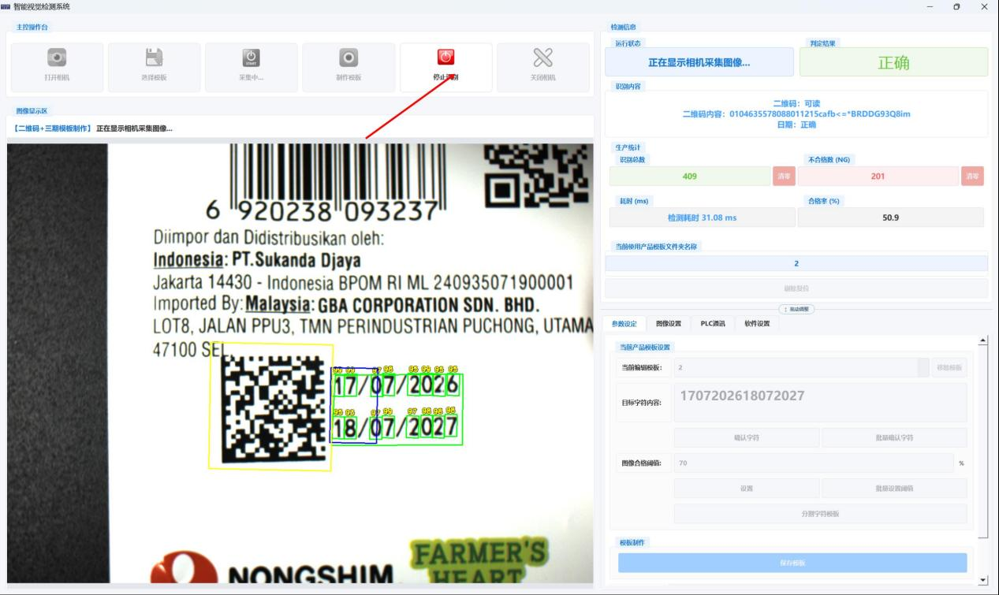 智能视觉检测系统
主控操作台
打开相机
选择模板
START
采集中...
制作模板
停止识别
关闭相机
图像显示区
【二维码+三期模板制作】 正在显示相机采集图像...
6 920238 093237
Diimpor dan Didistribusikan oleh:
Indonesia: PT.Sukanda Djaya
Jakarta 14430 - Indonesia BPOM RI ML 240935071900001
Imported By: Malaysia: GBA CORPORATION SDN. BHD.
LOT8, JALAN PPU3, TMN PERINDUSTRIAN PUCHONG, UTAMA
47100 SEL.
99 99 97 98 95 99 95 95
17/07/2026
95 96 97 99 97 98 98 98
18/07/2027
NONGSHIM
FARMER'S
HEART
检测信息
运行状态
判定结果
正在显示相机采集图像...
正确
识别内容
二维码：可读
二维码内容：0104635578088011215cafb<=*BRDDG93Q8im
日期：正确
生产统计
识别总数
不合格数 (NG)
409
清零
201
清零
耗时 (ms)
合格率 (%)
检测耗时 31.08 ms
50.9
当前使用产品模板文件夹名称
2
剔除复位
拖动调整
参数设定
图像设置
PLC通讯
软件设置
当前产品模板设置
当前编辑模板:
2
移除模板
目标字符内容:
1707202618072027
确认字符
批量确认字符
图像合格阈值:
70
%
设置
批量设置阈值
分割字符模板
模板制作
保存模板